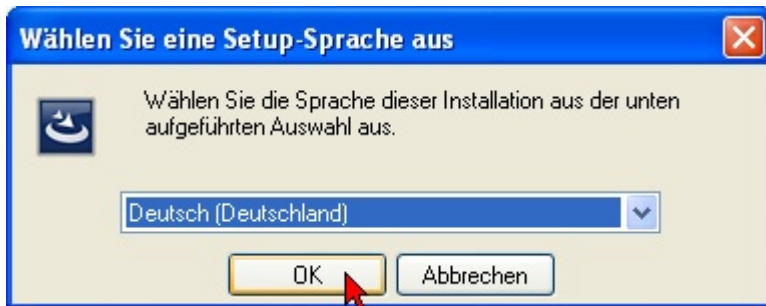 Wählen Sie eine Setup-Sprache aus
Wählen Sie die Sprache dieser Installation aus der unten
aufgeführten Auswahl aus.
Deutsch (Deutschland)
OK
Abbrechen